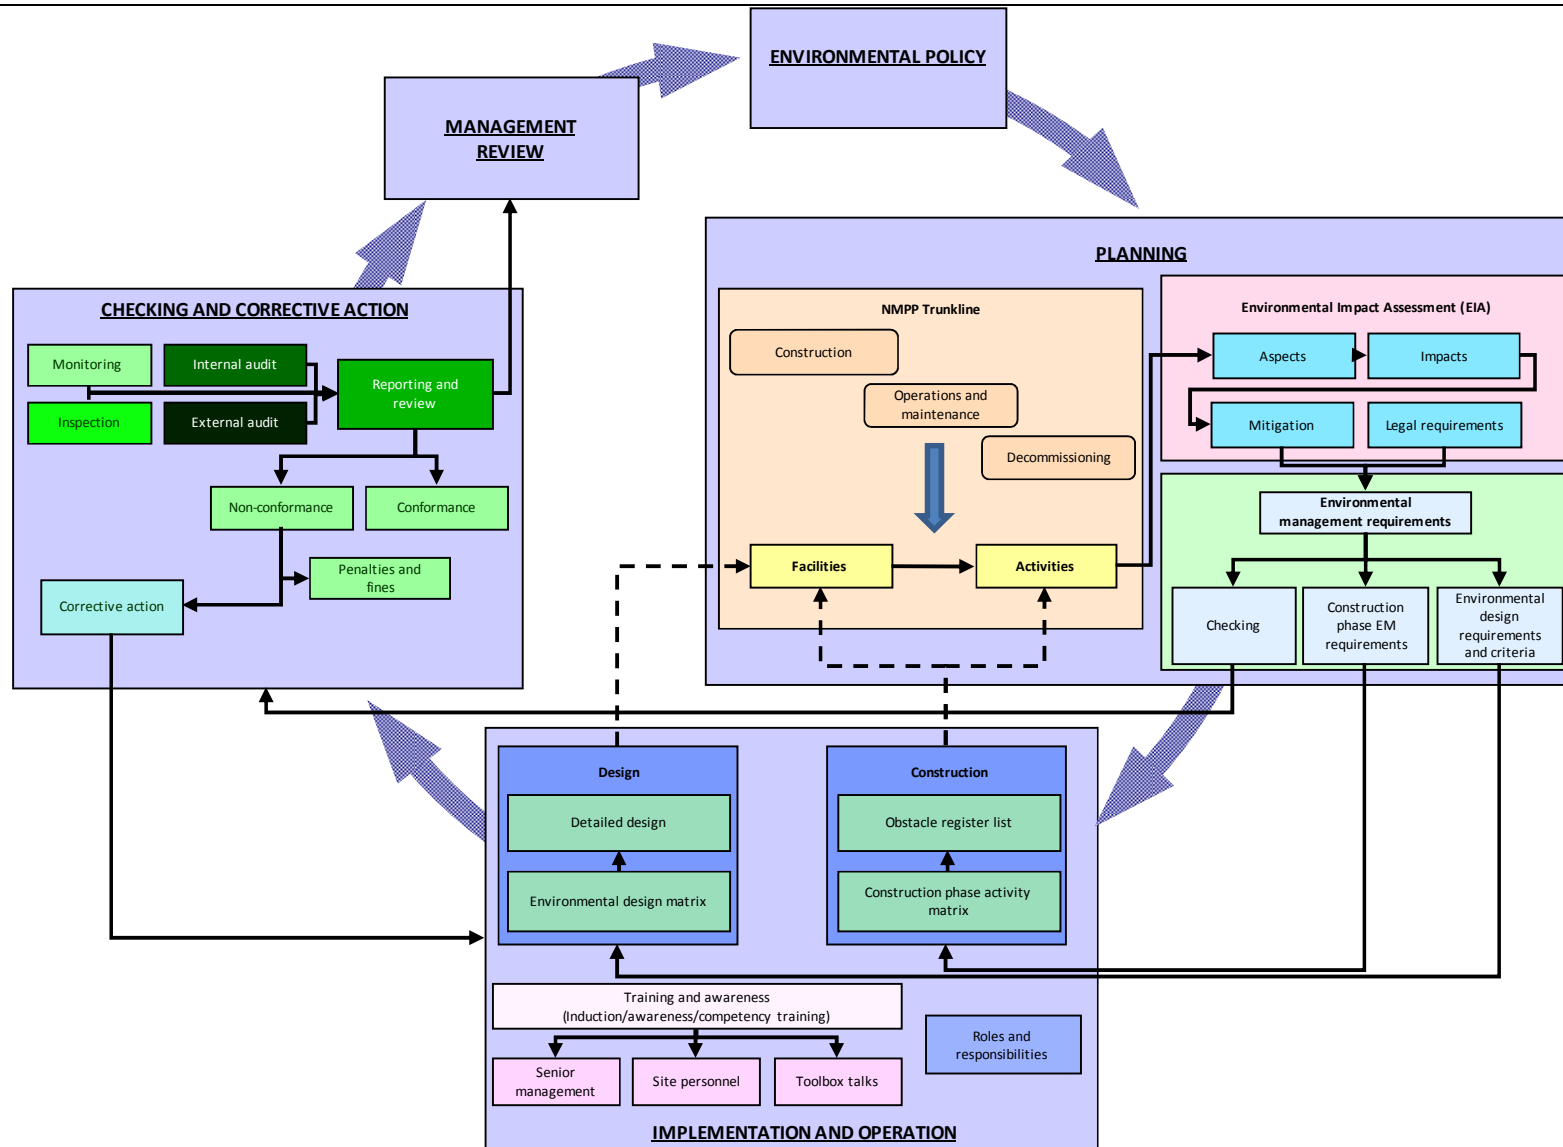 ENVIRONMENTAL POLICY
MANAGEMENT
REVIEW
PLANNING
NMPP Trunkline
Construction
Operations and
maintenance
Decommissioning
Facilities
Activities
Environmental Impact Assessment (EIA)
Aspects
Impacts
Mitigation
Legal requirements
Environmental
management requirements
Checking
Construction
phase EM
requirements
Environmental
design
requirements
and criteria
CHECKING AND CORRECTIVE ACTION
Monitoring
Internal audit
Inspection
External audit
Reporting and
review
Non-conformance
Conformance
Penalties and
fines
Corrective action
Design
Detailed design
Environmental design matrix
Construction
Obstacle register list
Construction phase activity
matrix
Training and awareness
(Induction/awareness/competency training)
Senior
management
Site personnel
Toolbox talks
Roles and
responsibilities
IMPLEMENTATION AND OPERATION